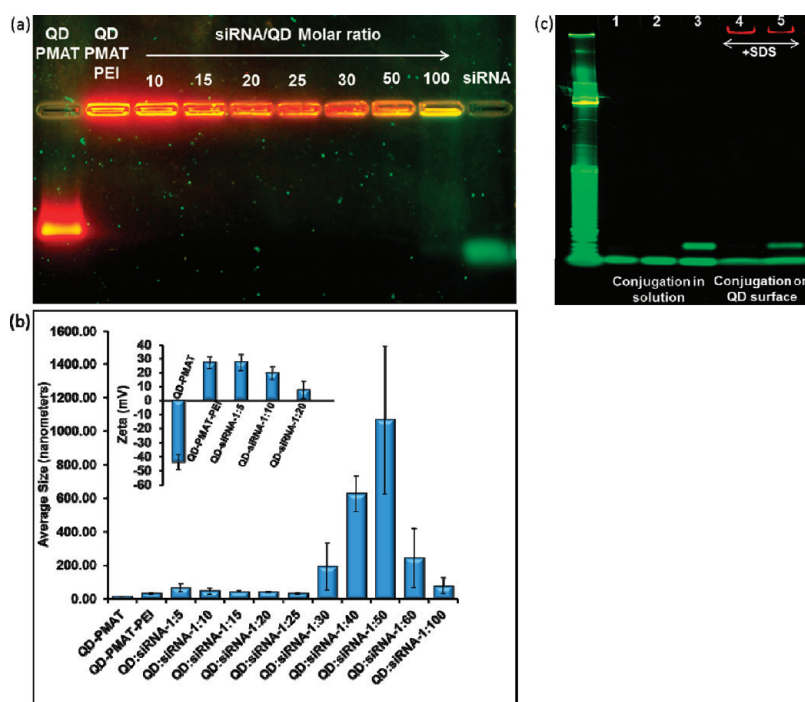 (a)
QD
PMAT
QD
PMAT
PEI
siRNA/QD Molar ratio
10 15 20 25 30 50 100 siRNA
(c)
1 2 3 4 5
+SDS
Conjugation in
solution
Conjugation on
QD surface
(b)
Average Size (nanometers)
1600.00
1400.00
1200.00
1000.00
800.00
600.00
400.00
200.00
0.00
Zeta (mV)
40
30
20
10
0
-10
-20
-30
-40
-50
-60
QD-PMAT
QD-PMAT-PEI
QD-siRNA-1:5
QD-siRNA-1:10
QD-siRNA-1:20
QD-PMAT
QD-PMAT-PEI
QD:siRNA-1:5
QD:siRNA-1:10
QD:siRNA-1:15
QD:siRNA-1:20
QD:siRNA-1:25
QD:siRNA-1:30
QD:siRNA-1:40
QD:siRNA-1:50
QD:siRNA-1:60
QD:siRNA-1:100